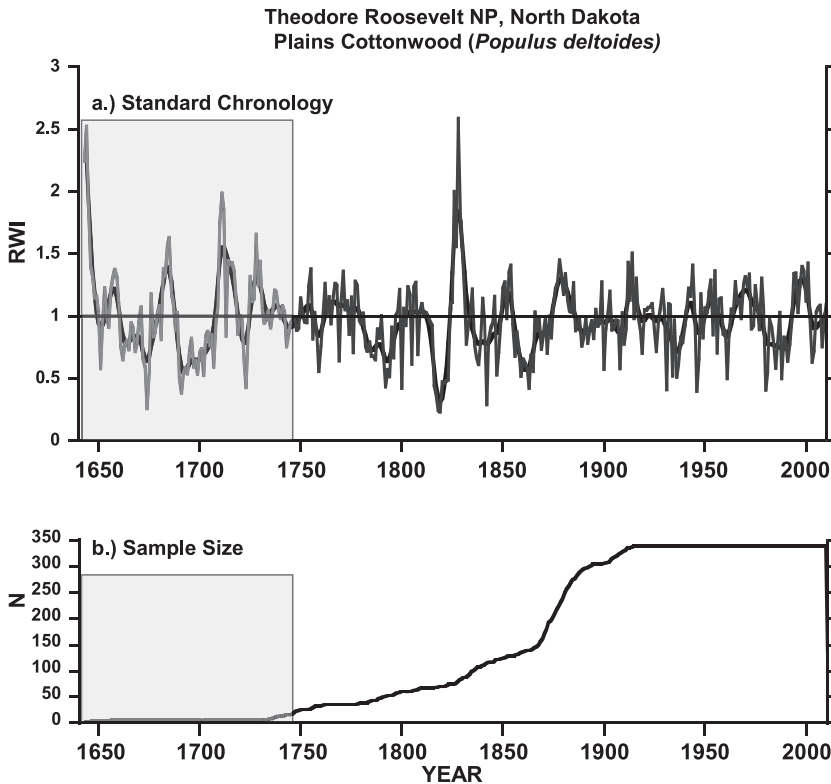 Theodore Roosevelt NP, North Dakota
Plains Cottonwood (Populus deltoides)
a.) Standard Chronology
RWI
3
2.5
2
1.5
1
0.5
0
1650 1700 1750 1800 1850 1900 1950 2000
b.) Sample Size
N
350
300
250
200
150
100
50
0
1650 1700 1750 1800 1850 1900 1950 2000
YEAR